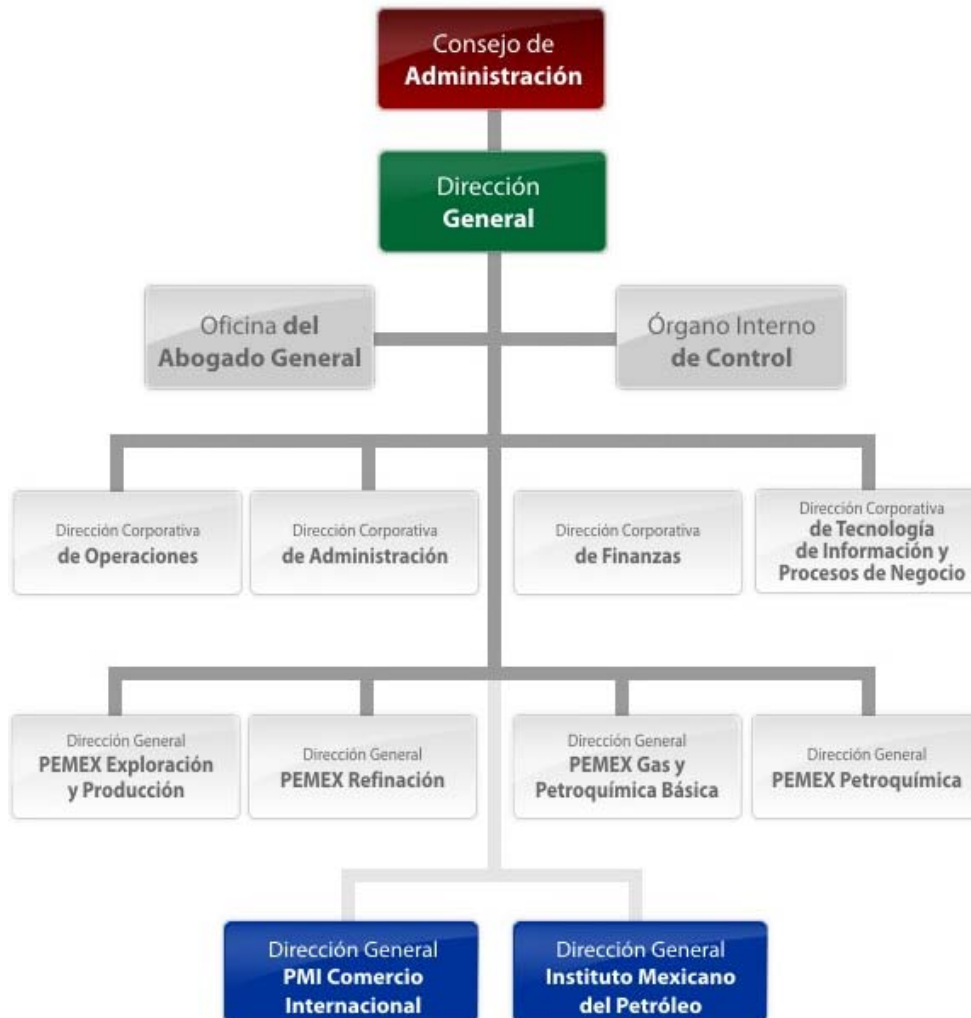 Consejo de
Administración
Dirección
General
Oficina del
Abogado General
Órgano Interno
de Control
Dirección Corporativa
de Operaciones
Dirección Corporativa
de Administración
Dirección Corporativa
de Finanzas
Dirección Corporativa
de Tecnología
de Información y
Procesos de Negocio
Dirección General
PEMEX Exploración
y Producción
Dirección General
PEMEX Refinación
Dirección General
PEMEX Gas y
Petroquímica Básica
Dirección General
PEMEX Petroquímica
Dirección General
PMI Comercio
Internacional
Dirección General
Instituto Mexicano
del Petróleo